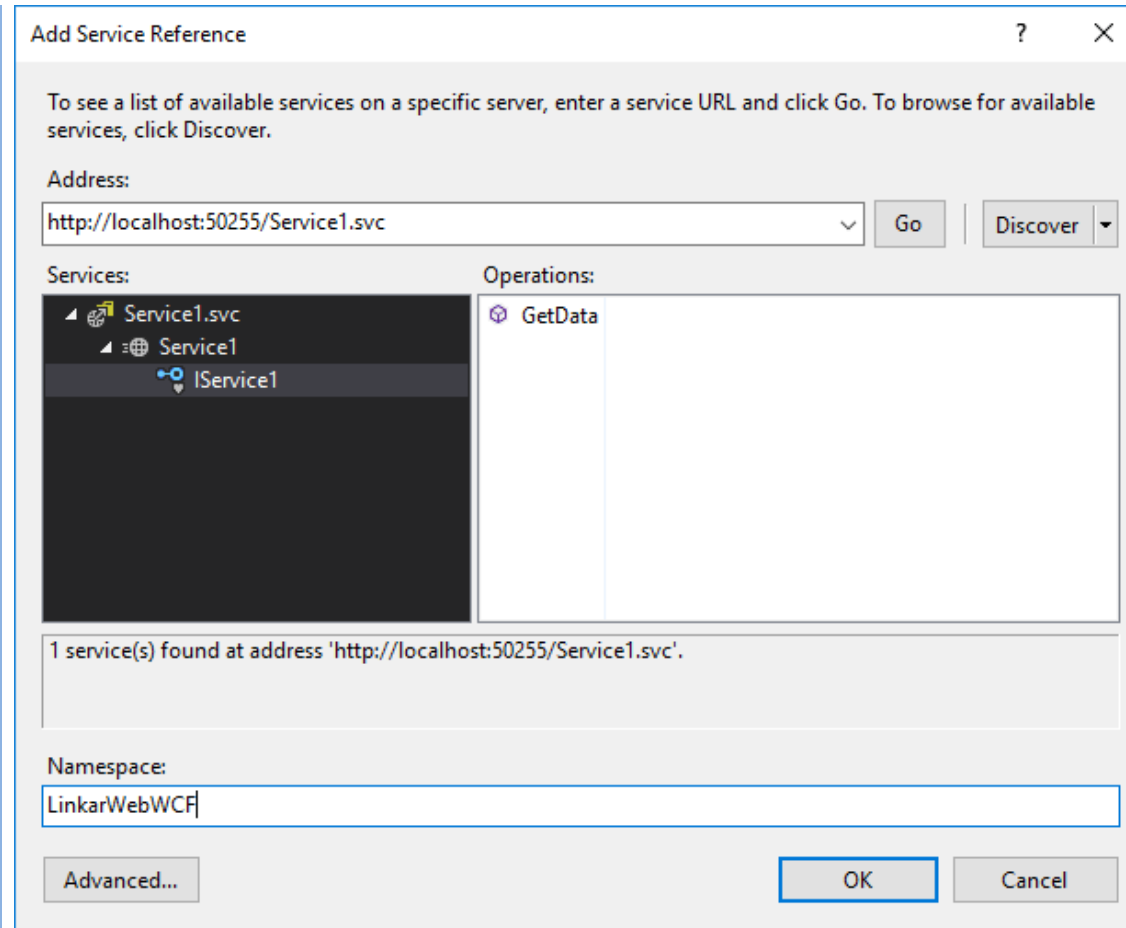 Add Service Reference
?
To see a list of available services on a specific server, enter a service URL and click Go. To browse for available
services, click Discover.
Address:
http://localhost:50255/Service1.svc
Go
Discover
Services:
Operations:
Service1.svc
GetData
Service1
IService1
1 service(s) found at address 'http://localhost:50255/Service1.svc'.
Namespace:
LinkarWebWCF
Advanced...
OK
Cancel